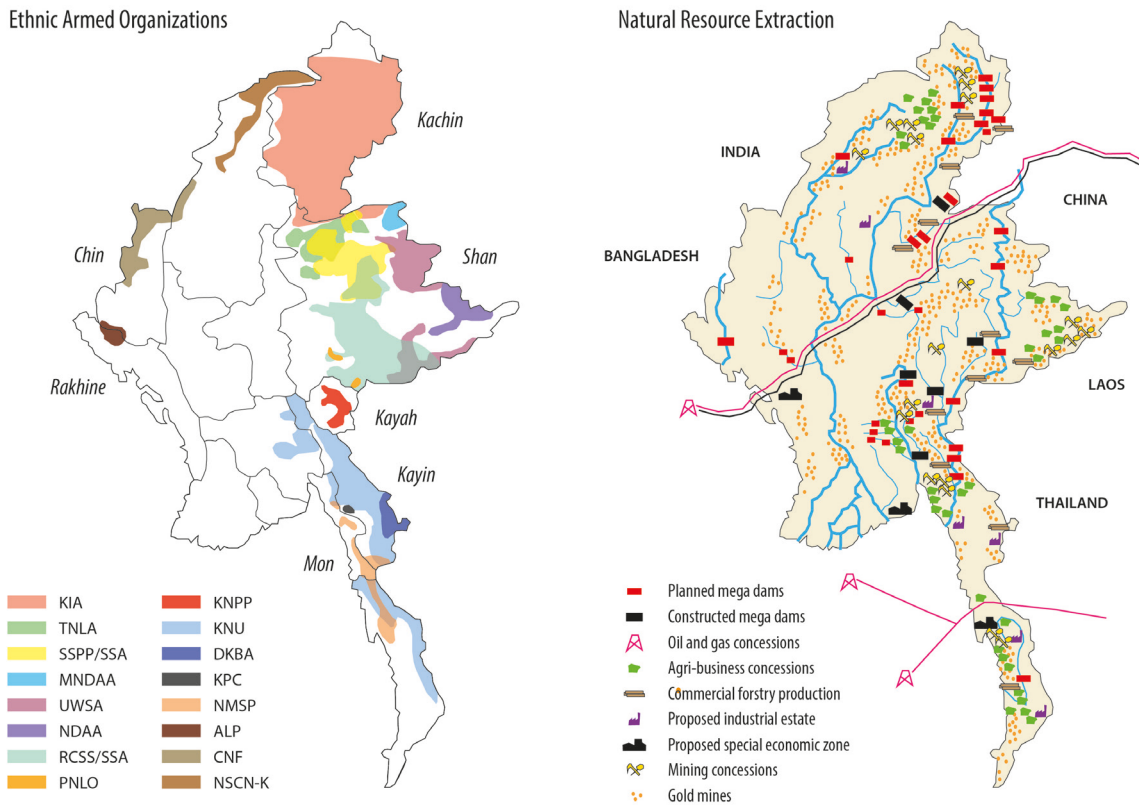 Ethnic Armed Organizations
Kachin
Chin
Shan
Rakhine
Kayah
Kayin
Mon
KIA
TNLA
SSPP/SSA
MNDAA
UWSA
NDAA
RCSS/SSA
PNLO
KNPP
KNU
DKBA
KPC
NMSP
ALP
CNF
NSCN-K
Natural Resource Extraction
INDIA
CHINA
BANGLADESH
LAOS
THAILAND
Planned mega dams
Constructed mega dams
Oil and gas concessions
Agri-business concessions
Commercial forstry production
Proposed industrial estate
Proposed special economic zone
Mining concessions
Gold mines